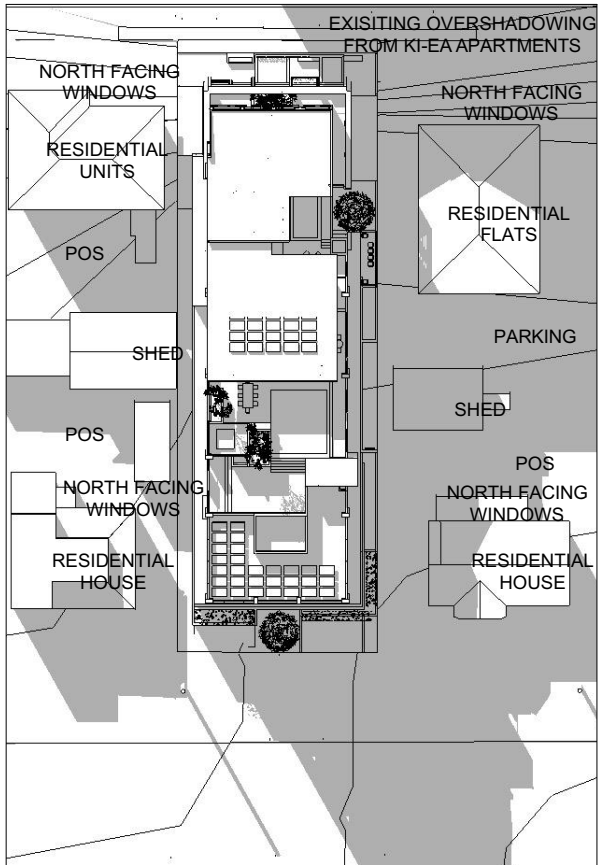 EXISITING OVERSHADOWING
FROM KI-EA APARTMENTS
NORTH FACING
WINDOWS
NORTH FACING
WINDOWS
RESIDENTIAL
UNITS
RESIDENTIAL
FLATS
POS
PARKING
SHED
SHED
POS
POS
NORTH FACING
WINDOWS
NORTH FACING
WINDOWS
RESIDENTIAL
HOUSE
RESIDENTIAL
HOUSE